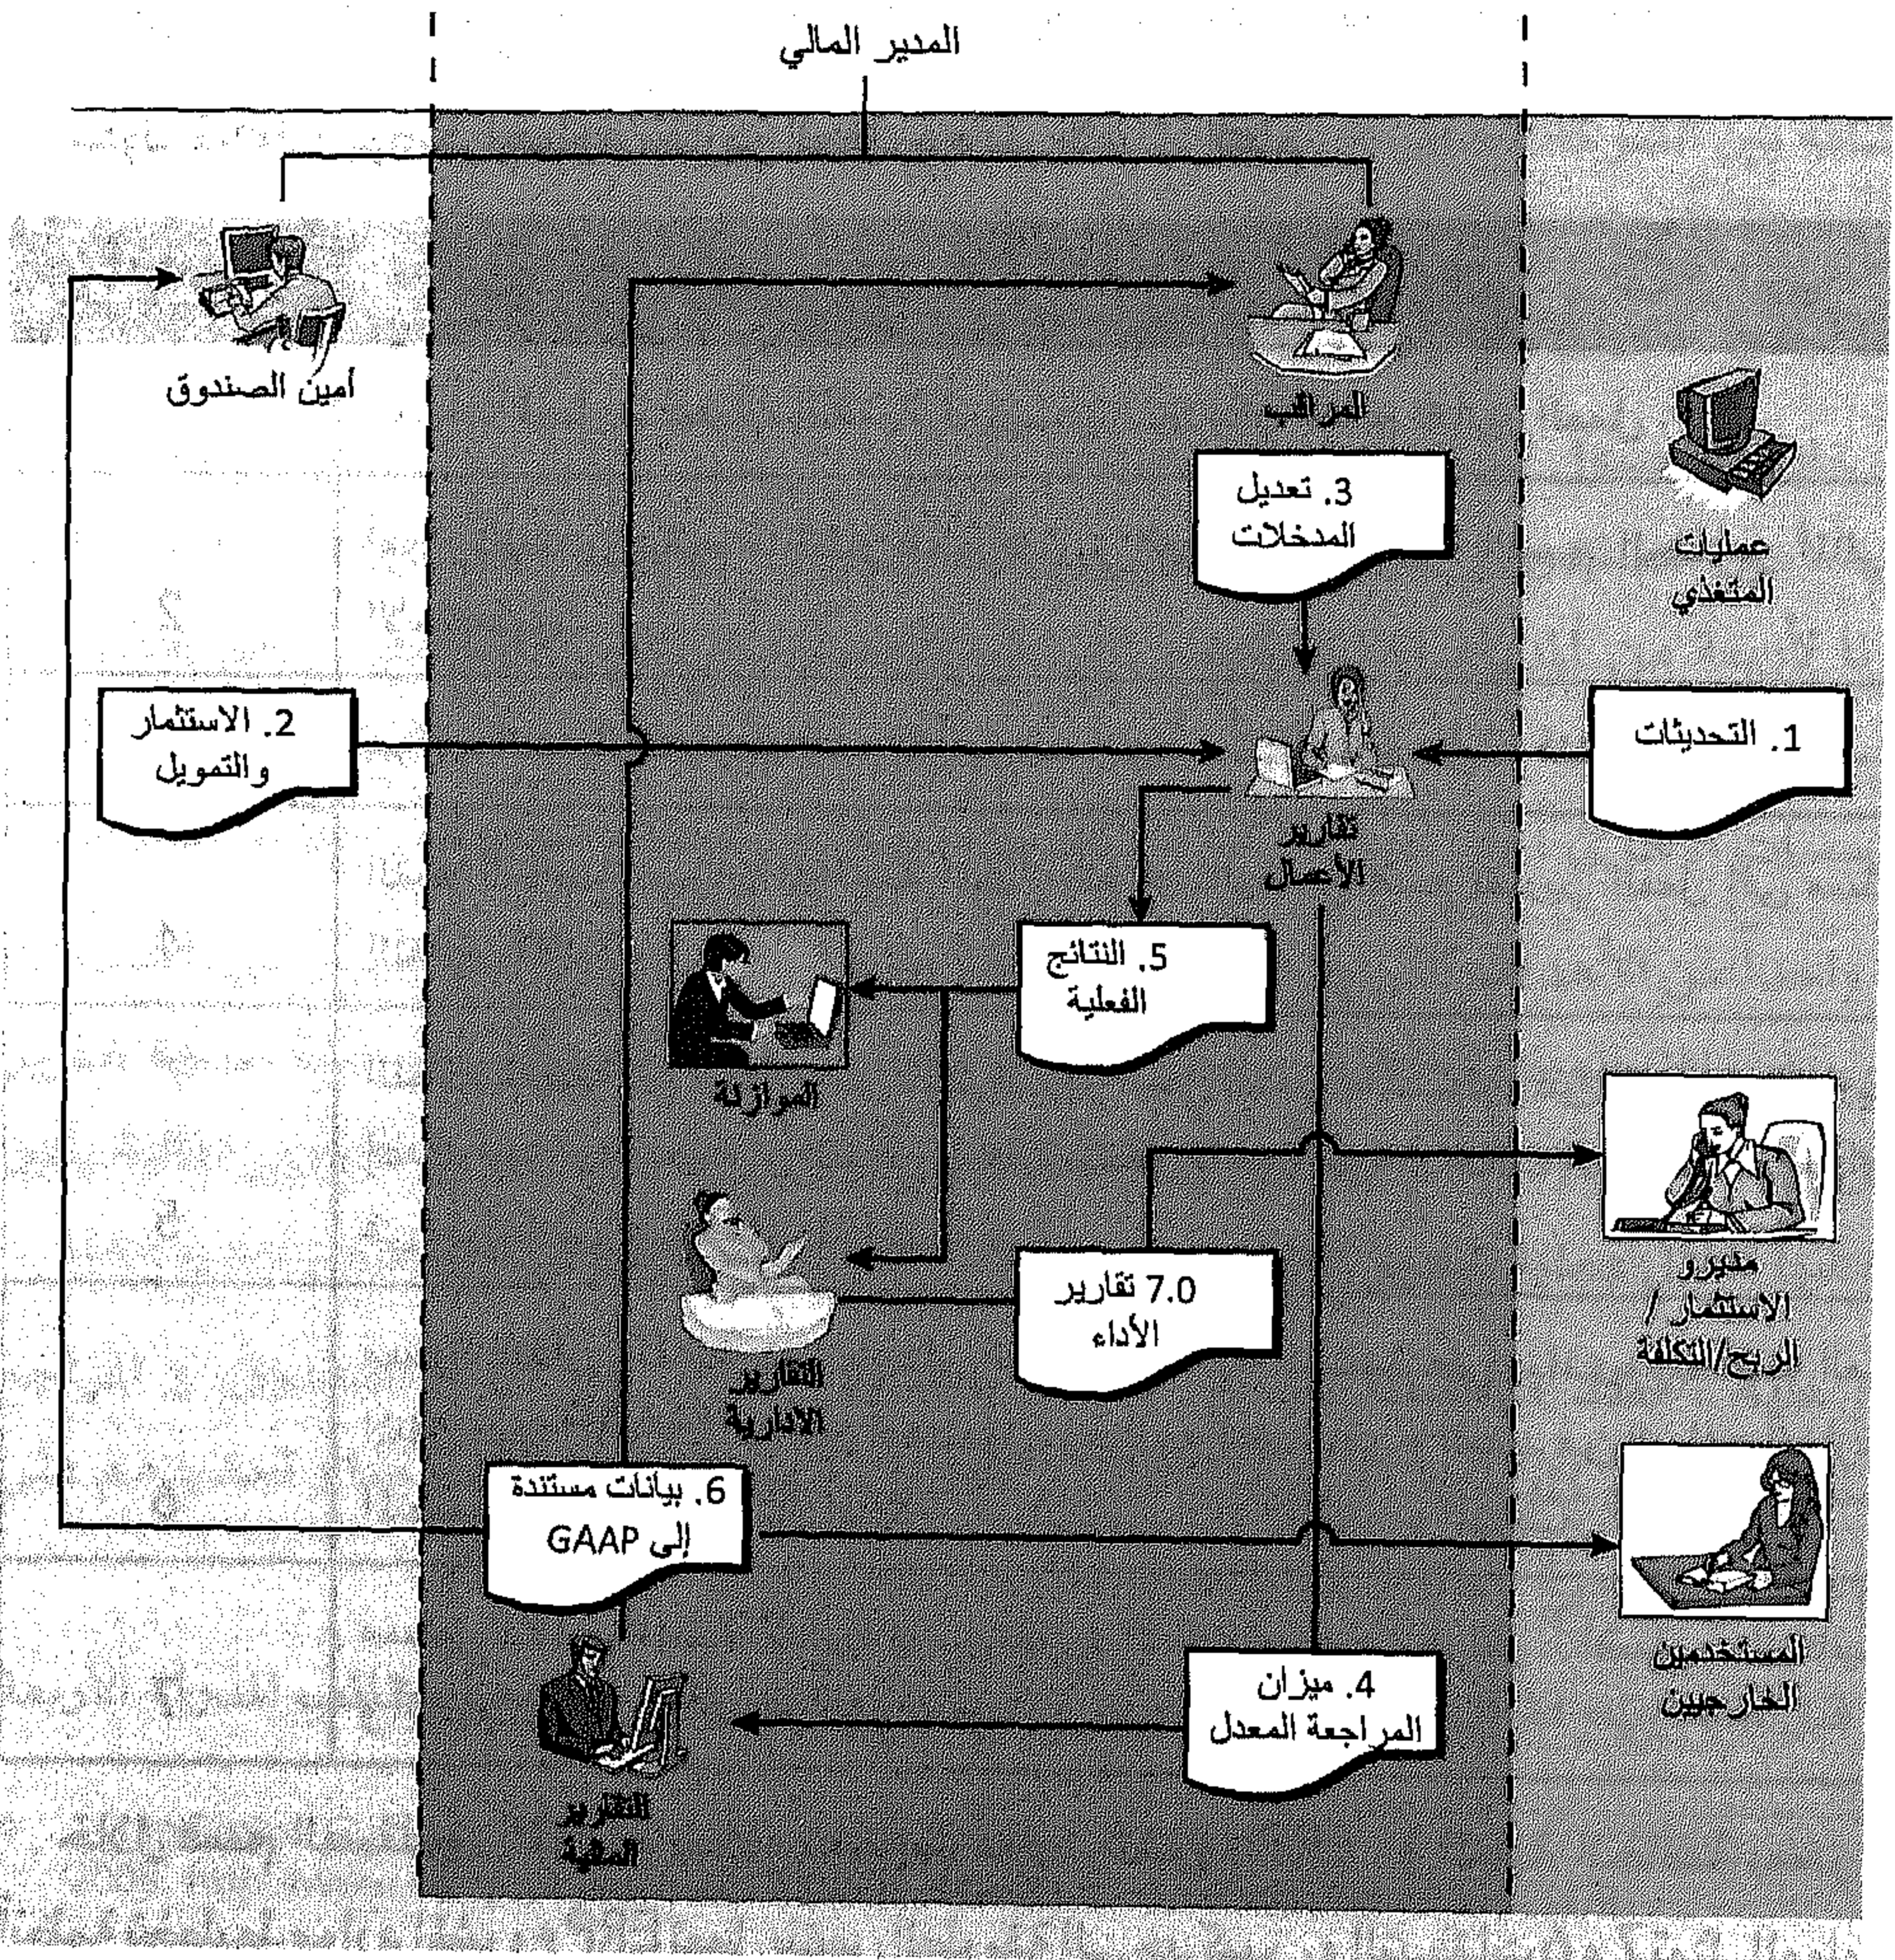 المدير المالي
أمين الصندوق
المراقب
3. تعديل
المدخلات
عمليات
المتغذي
1. التحديثات
2. الاستثمار
والتمويل
تقارير
الأعمال
5. النتائج
الفعلية
الموازنة
مديرو
الاستثمار /
الربح/التكلفة
7.0 تقارير
الأداء
التقارير
الادارية
6. بيانات مستندة
إلى GAAP
المستخدمين
الخارجيين
4. ميزان
المراجعة المعدل
التقارير
المالية